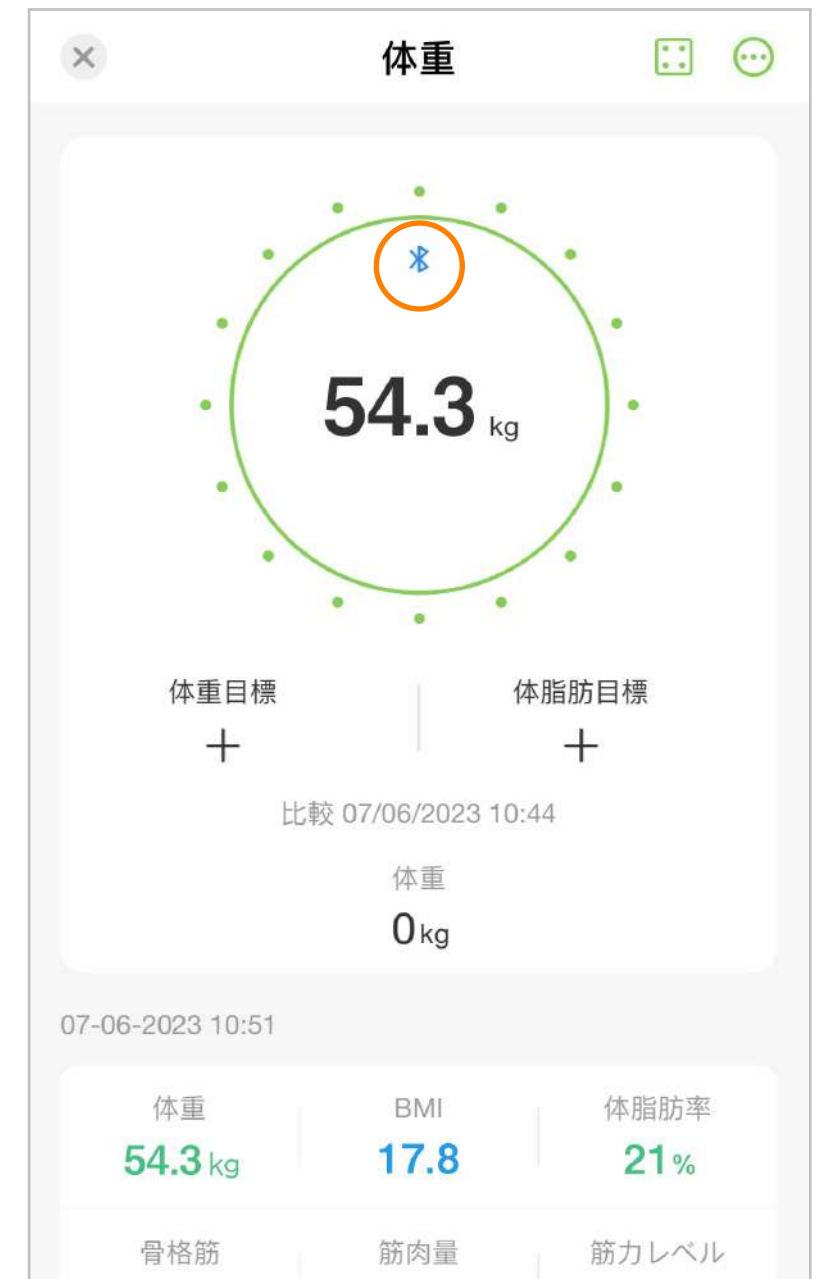 体重
54.3 kg
体重目標 体脂肪目標
比較 07/06/2023 10:44
体重
0 kg
07-06-2023 10:51
体重 BMI 体脂肪率
54.3 kg 17.8 21 %
骨格筋 筋肉量 筋力レベル